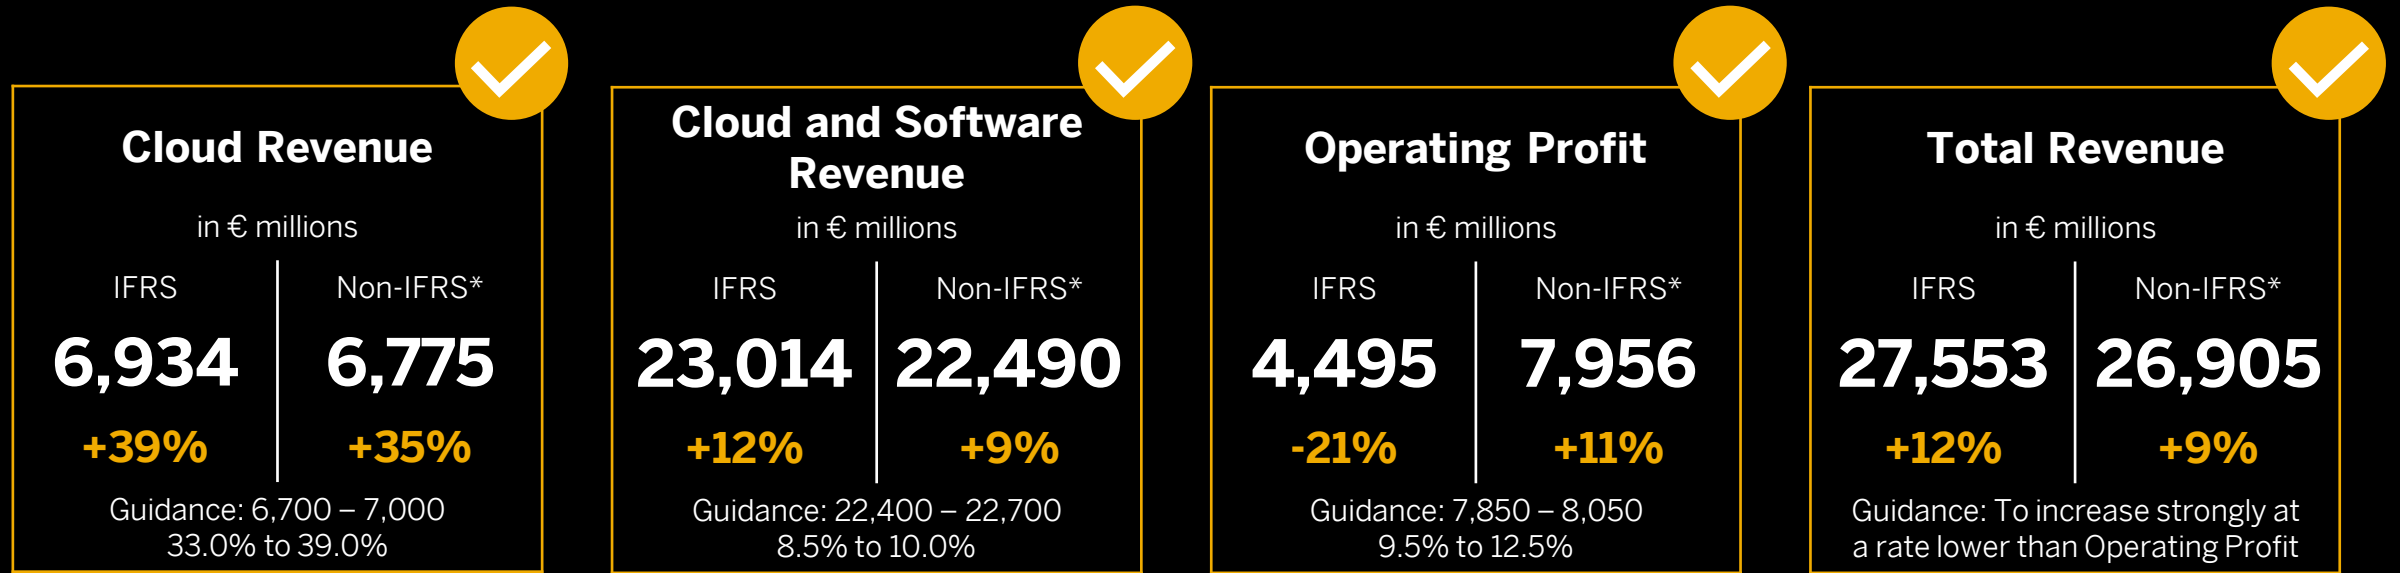 Cloud Revenue
in € millions
IFRS
Non-IFRS*
6,934
6,775
+39%
+35%
Guidance: 6,700 – 7,000
33.0% to 39.0%
Cloud and Software
Revenue
in € millions
IFRS
Non-IFRS*
23,014
22,490
+12%
+9%
Guidance: 22,400 – 22,700
8.5% to 10.0%
Operating Profit
in € millions
IFRS
Non-IFRS*
4,495
7,956
-21%
+11%
Guidance: 7,850 – 8,050
9.5% to 12.5%
Total Revenue
in € millions
IFRS
Non-IFRS*
27,553
26,905
+12%
+9%
Guidance: To increase strongly at
a rate lower than Operating Profit